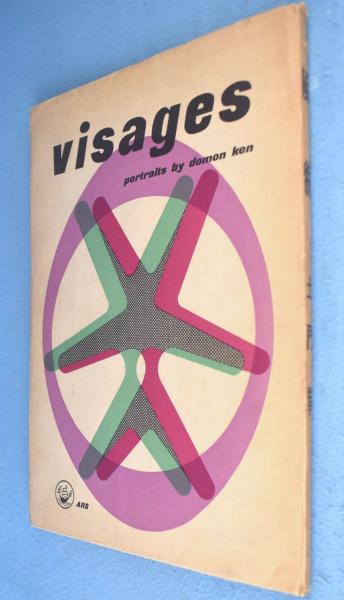 visages
portraits by domon ken
ARS